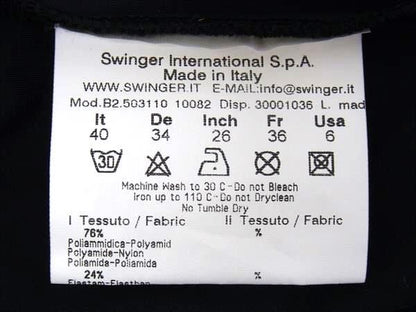 Swinger International S.p.A.
Made in Italy
WWW.SWINGER.IT E-MAIL:info@swinger.it
Mod.B2.503110 10082 Disp. 30001036 L. mad
It De Inch Fr Usa
40 34 26 36 6
30
Machine Wash to 30 C-Do not Bleach
Iron up to 110 C-Do not Dryclean
No Tumble Dry
I Tessuto / Fabric II Tessuto / Fabric
76% %
Poliammidica-Polyamid
Polyamide-Nylon
Poliamida-Poliamida
24% %
Elastam-Elasthan